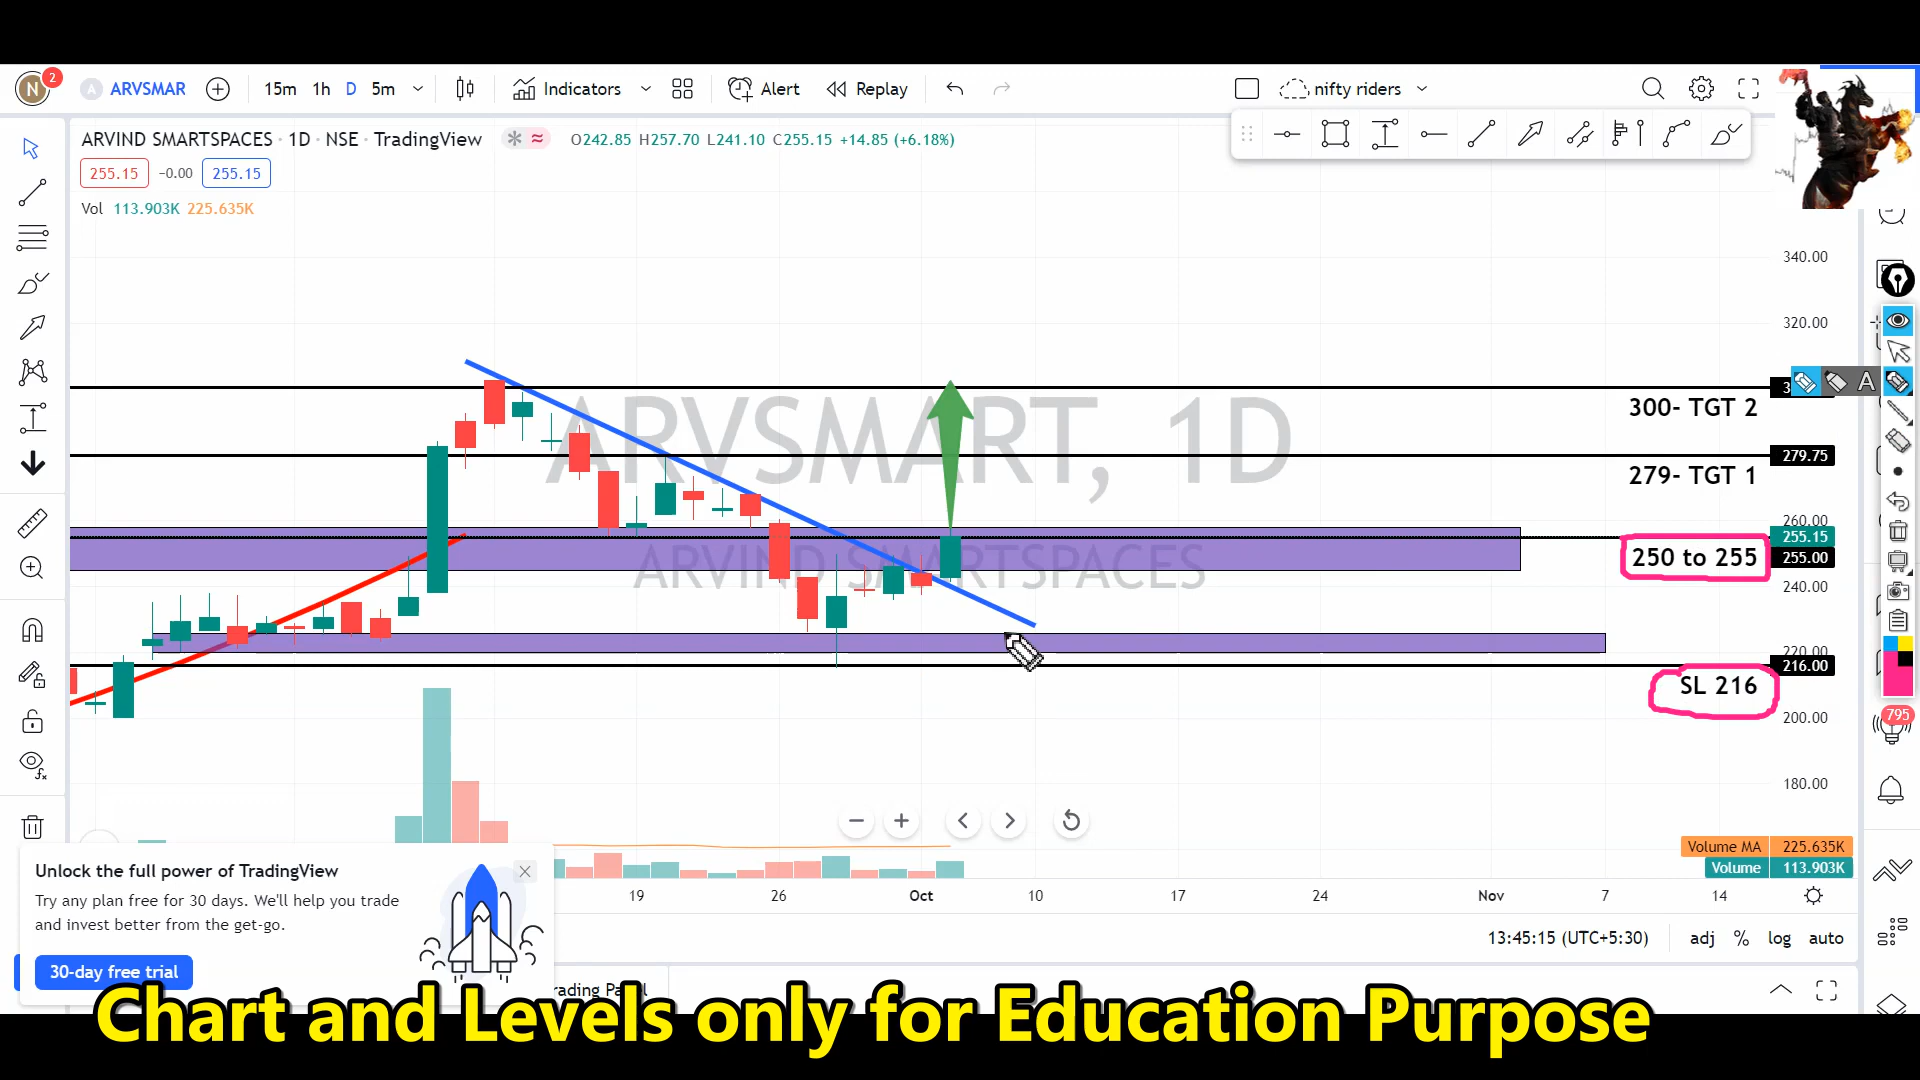 N 2 A ARVSMAR 15m 1h D 5m Indicators Alert Replay nifty riders
ARVIND SMARTSPACES · 1D · NSE · TradingView O242.85 H257.70 L241.10 C255.15 +14.85 (+6.18%)
255.15 −0.00 255.15
Vol 113.903K 225.635K
340.00
320.00
A
300- TGT 2
279.75
279- TGT 1
ARVSMART, 1D
ARVIND SMARTSPACES
260.00
255.15
255.00
250 to 255
240.00
220.00
216.00
SL 216
200.00
795
180.00
Volume MA 225.635K
Volume 113.903K
19 26 Oct 10 17 24 Nov 7 14
Unlock the full power of TradingView
Try any plan free for 30 days. We'll help you trade
and invest better from the get-go.
30-day free trial
13:45:15 (UTC+5:30) adj % log auto
Chart and Levels only for Education Purpose